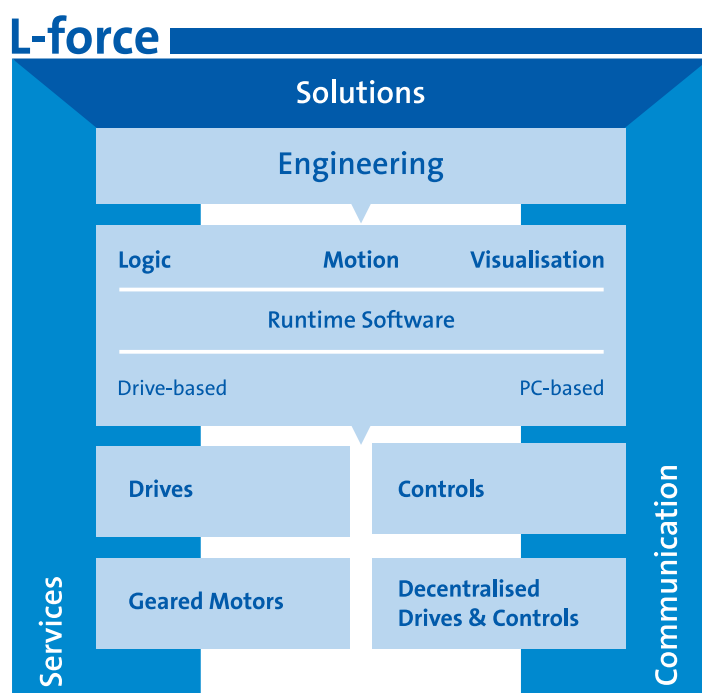 L-force
Solutions
Engineering
Logic Motion Visualisation
Runtime Software
Drive-based PC-based
Drives
Controls
Geared Motors
Decentralised
Drives & Controls
Services
Communication